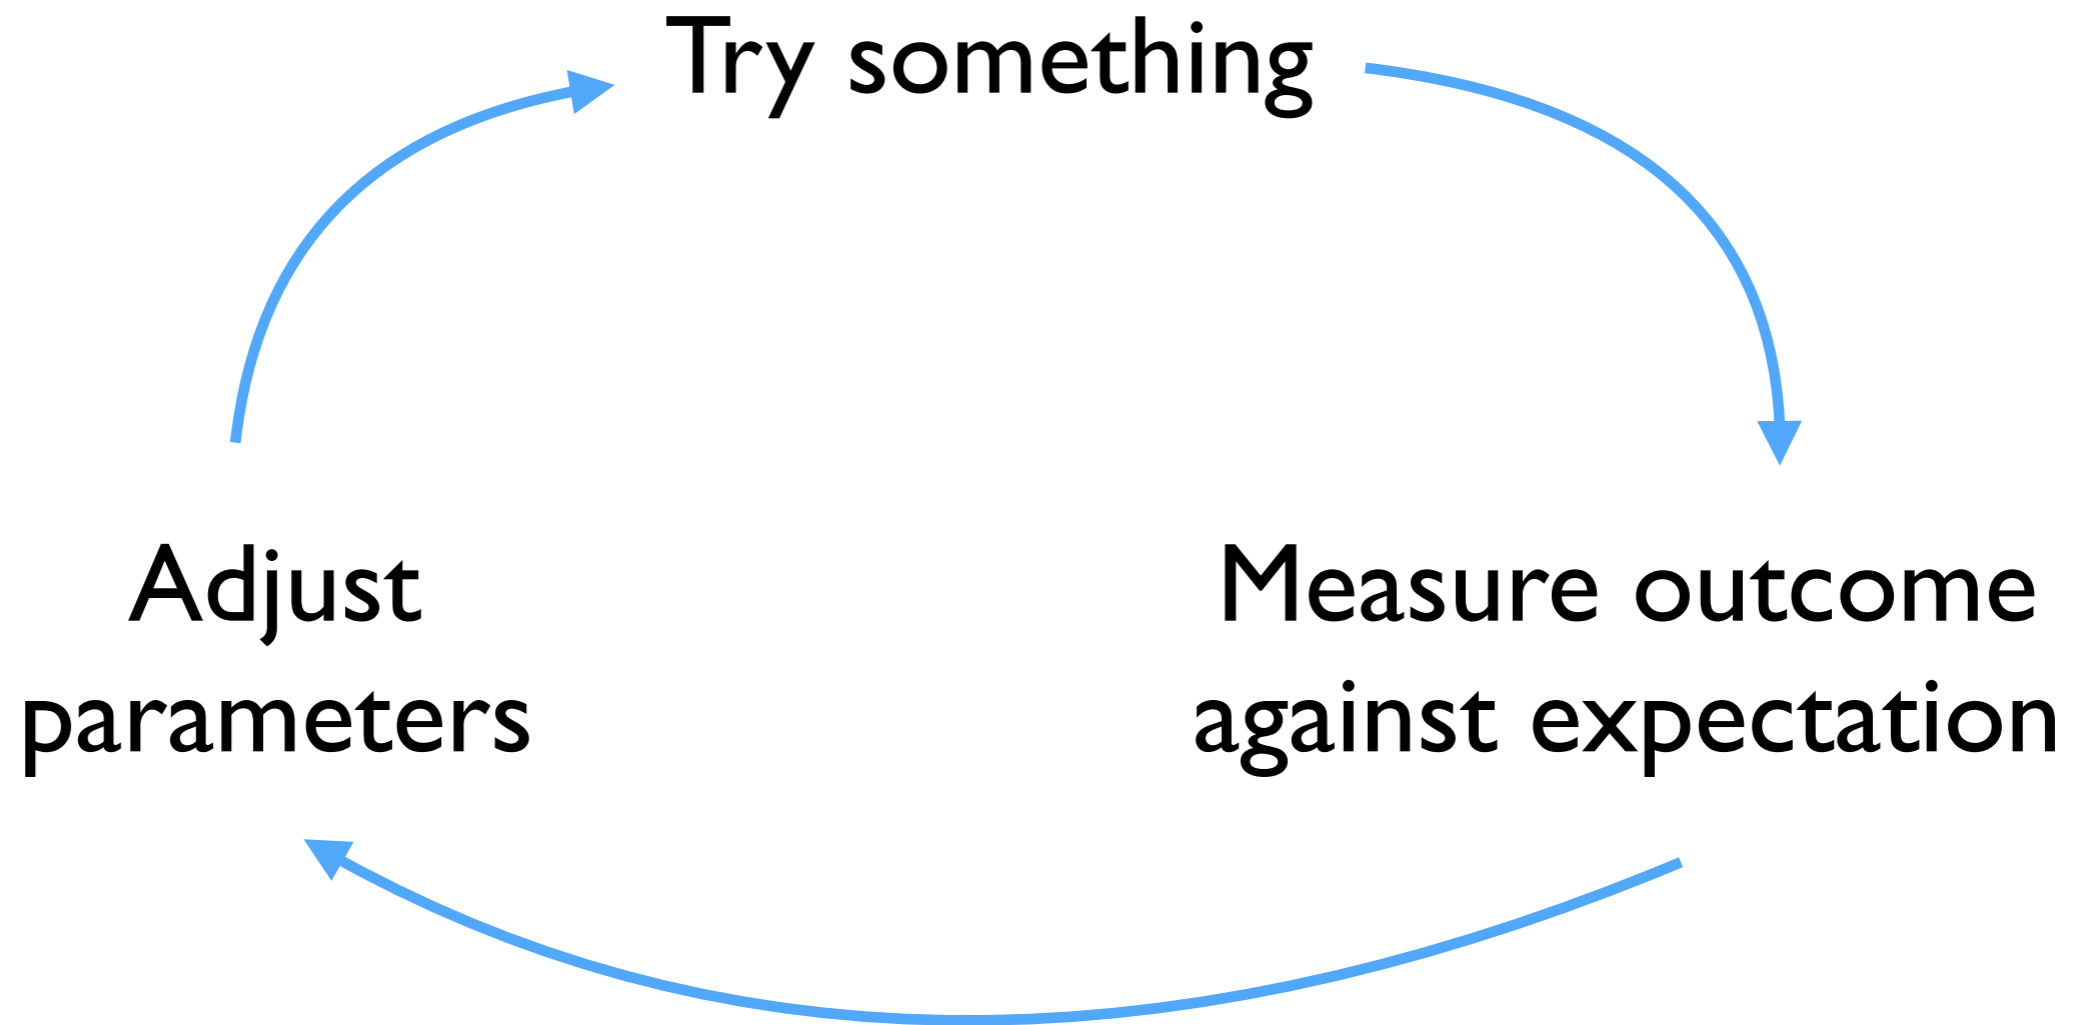 Try something
Adjust
parameters
Measure outcome
against expectation